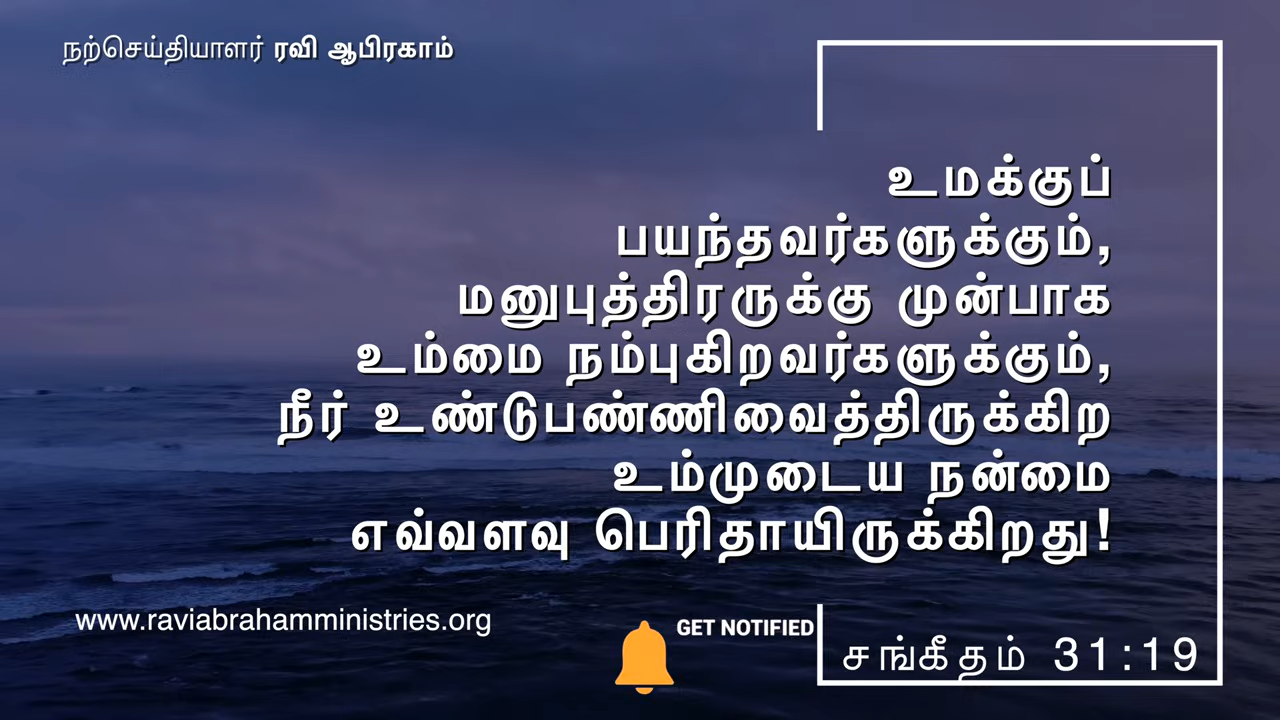 நற்செய்தியாளர் ரவி ஆபிரகாம்
உமக்குப்
பயந்தவர்களுக்கும்,
மனுபுத்திரருக்கு முன்பாக
உம்மை நம்புகிறவர்களுக்கும்,
நீர் உண்டுபண்ணிவைத்திருக்கிற
உம்முடைய நன்மை
எவ்வளவு பெரிதாயிருக்கிறது!
www.raviabrahamministries.org
GET NOTIFIED
சங்கீதம் 31:19